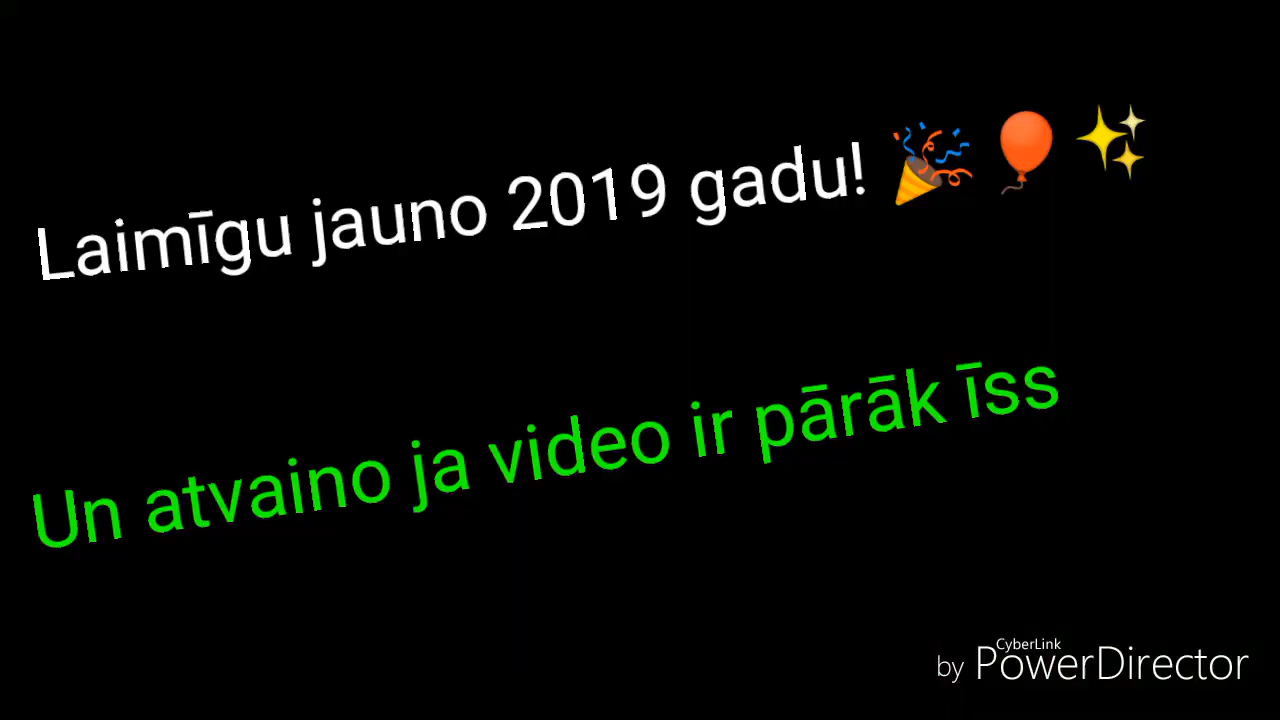 Laimīgu jauno 2019 gadu! 🎉🎈✨
Un atvaino ja video ir pārāk īss
CyberLink
by PowerDirector